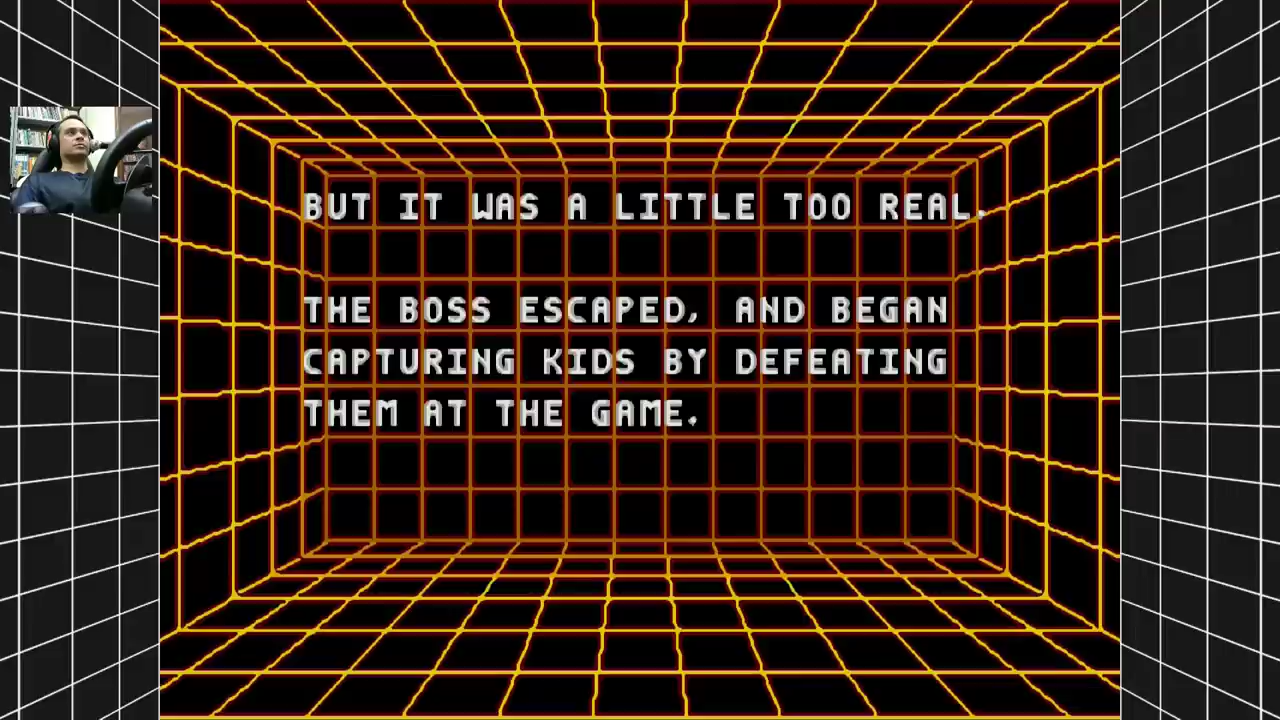 BUT IT WAS A LITTLE TOO REAL.
THE BOSS ESCAPED, AND BEGAN
CAPTURING KIDS BY DEFEATING
THEM AT THE GAME.